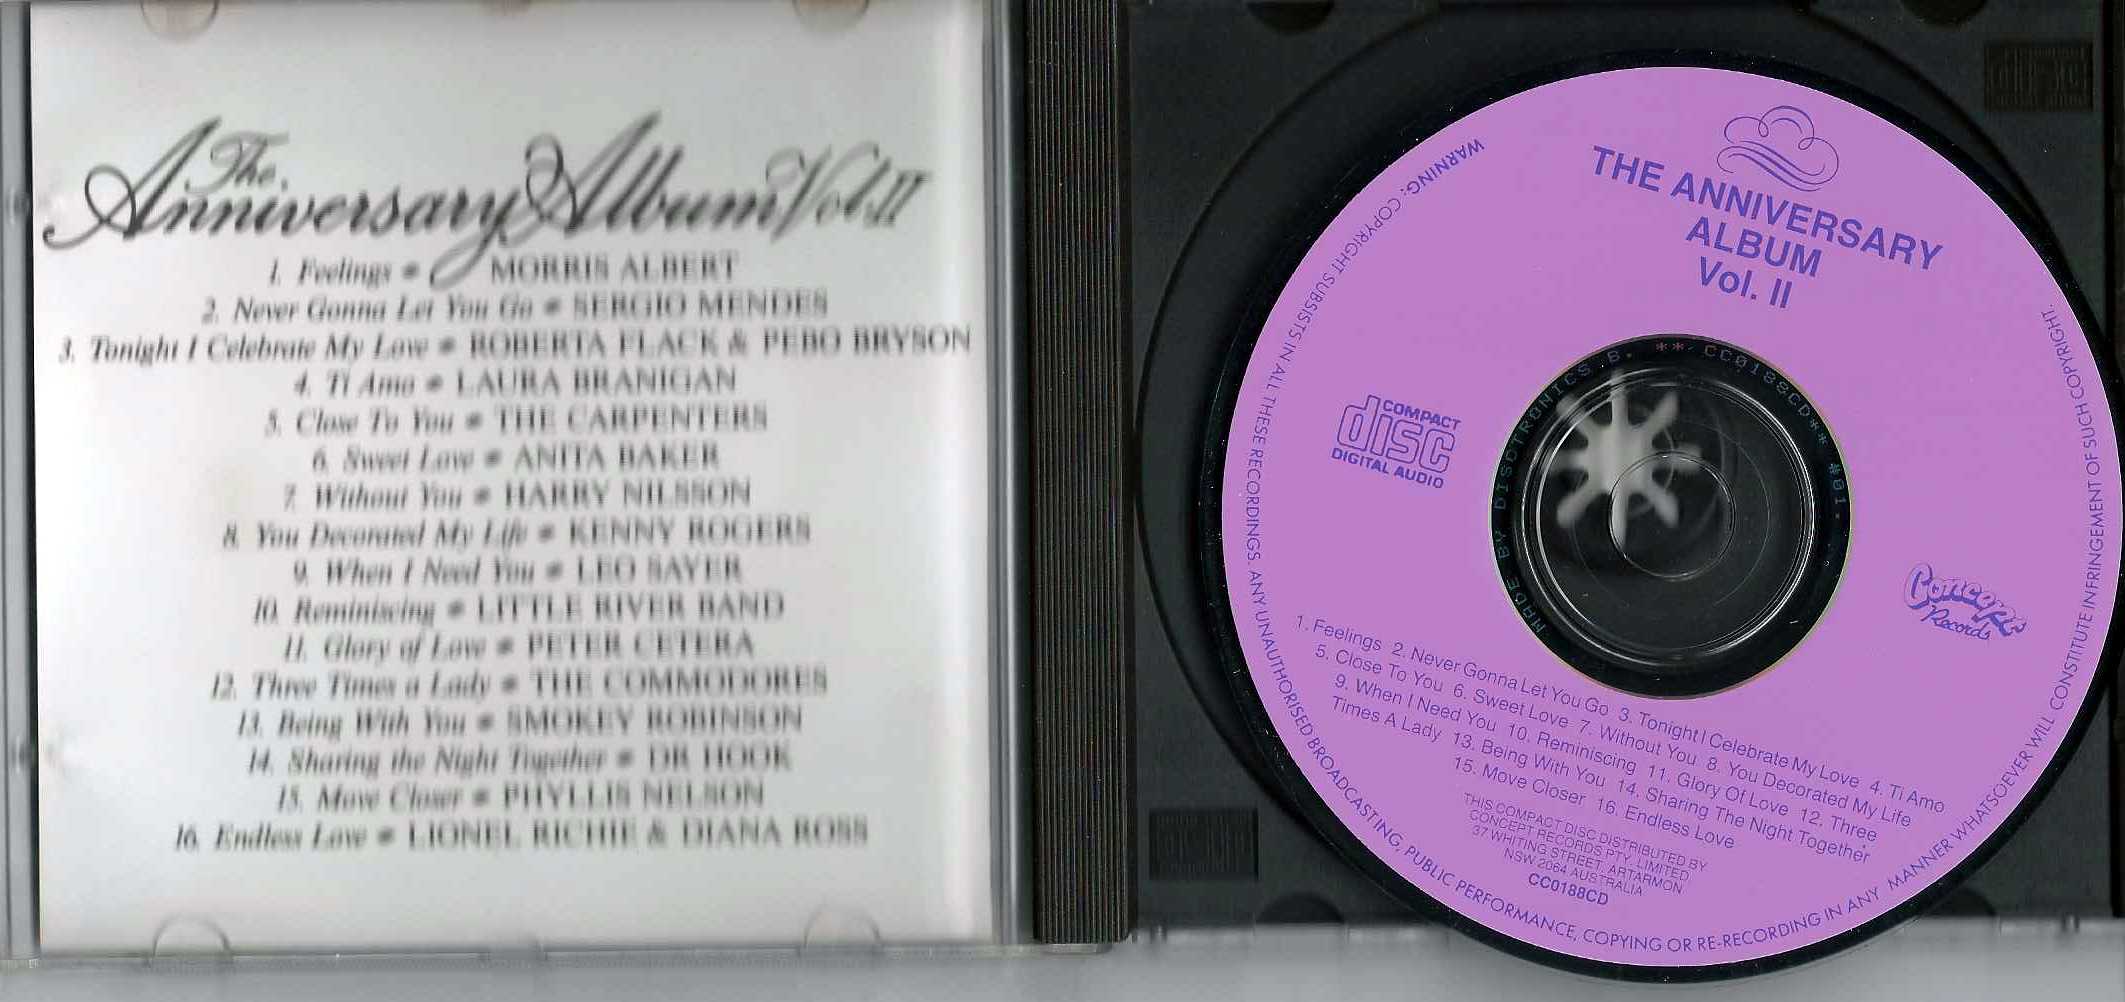 The
Anniversary Album Vol. II
1. Feelings * MORRIS ALBERT
2. Never Gonna Let You Go * SERGIO MENDES
3. Tonight I Celebrate My Love * ROBERTA FLACK & PEBO BRYSON
4. Ti Amo * LAURA BRANIGAN
5. Close To You * THE CARPENTERS
6. Sweet Love * ANITA BAKER
7. Without You * HARRY NILSSON
8. You Decorated My Life * KENNY ROGERS
9. When I Need You * LEO SAYER
10. Reminiscing * LITTLE RIVER BAND
11. Glory of Love * PETER CETERA
12. Three Times a Lady * THE COMMODORES
13. Being With You * SMOKEY ROBINSON
14. Sharing the Night Together * DR HOOK
15. Move Closer * PHYLLIS NELSON
16. Endless Love * LIONEL RICHIE & DIANA ROSS
THE ANNIVERSARY
ALBUM
Vol. II
COMPACT
disc
DIGITAL AUDIO
MADE BY DISCTRONICS B. ** CC0188CD** #01.
Concept
Records
1. Feelings 2. Never Gonna Let You Go 3. Tonight I Celebrate My Love 4. Ti Amo
5. Close To You 6. Sweet Love 7. Without You 8. You Decorated My Life
9. When I Need You 10. Reminiscing 11. Glory Of Love 12. Three
Times A Lady 13. Being With You 14. Sharing The Night Together
15. Move Closer 16. Endless Love
THIS COMPACT DISC DISTRIBUTED BY
CONCEPT RECORDS PTY. LIMITED
37 WHITING STREET, ARTARMON
NSW 2064 AUSTRALIA
CC0188CD
WARNING: COPYRIGHT SUBSISTS IN ALL THESE RECORDINGS. ANY UNAUTHORISED BROADCASTING, PUBLIC PERFORMANCE, COPYING OR RE-RECORDING IN ANY MANNER WHATSOEVER WILL CONSTITUTE INFRINGEMENT OF SUCH COPYRIGHT.